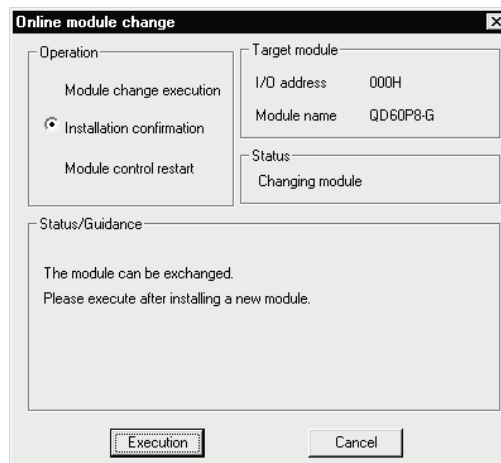 Online module change
Operation
Module change execution
Installation confirmation
Module control restart
Target module
I/O address 000H
Module name QD60P8-G
Status
Changing module
Status/Guidance
The module can be exchanged.
Please execute after installing a new module.
Execution
Cancel